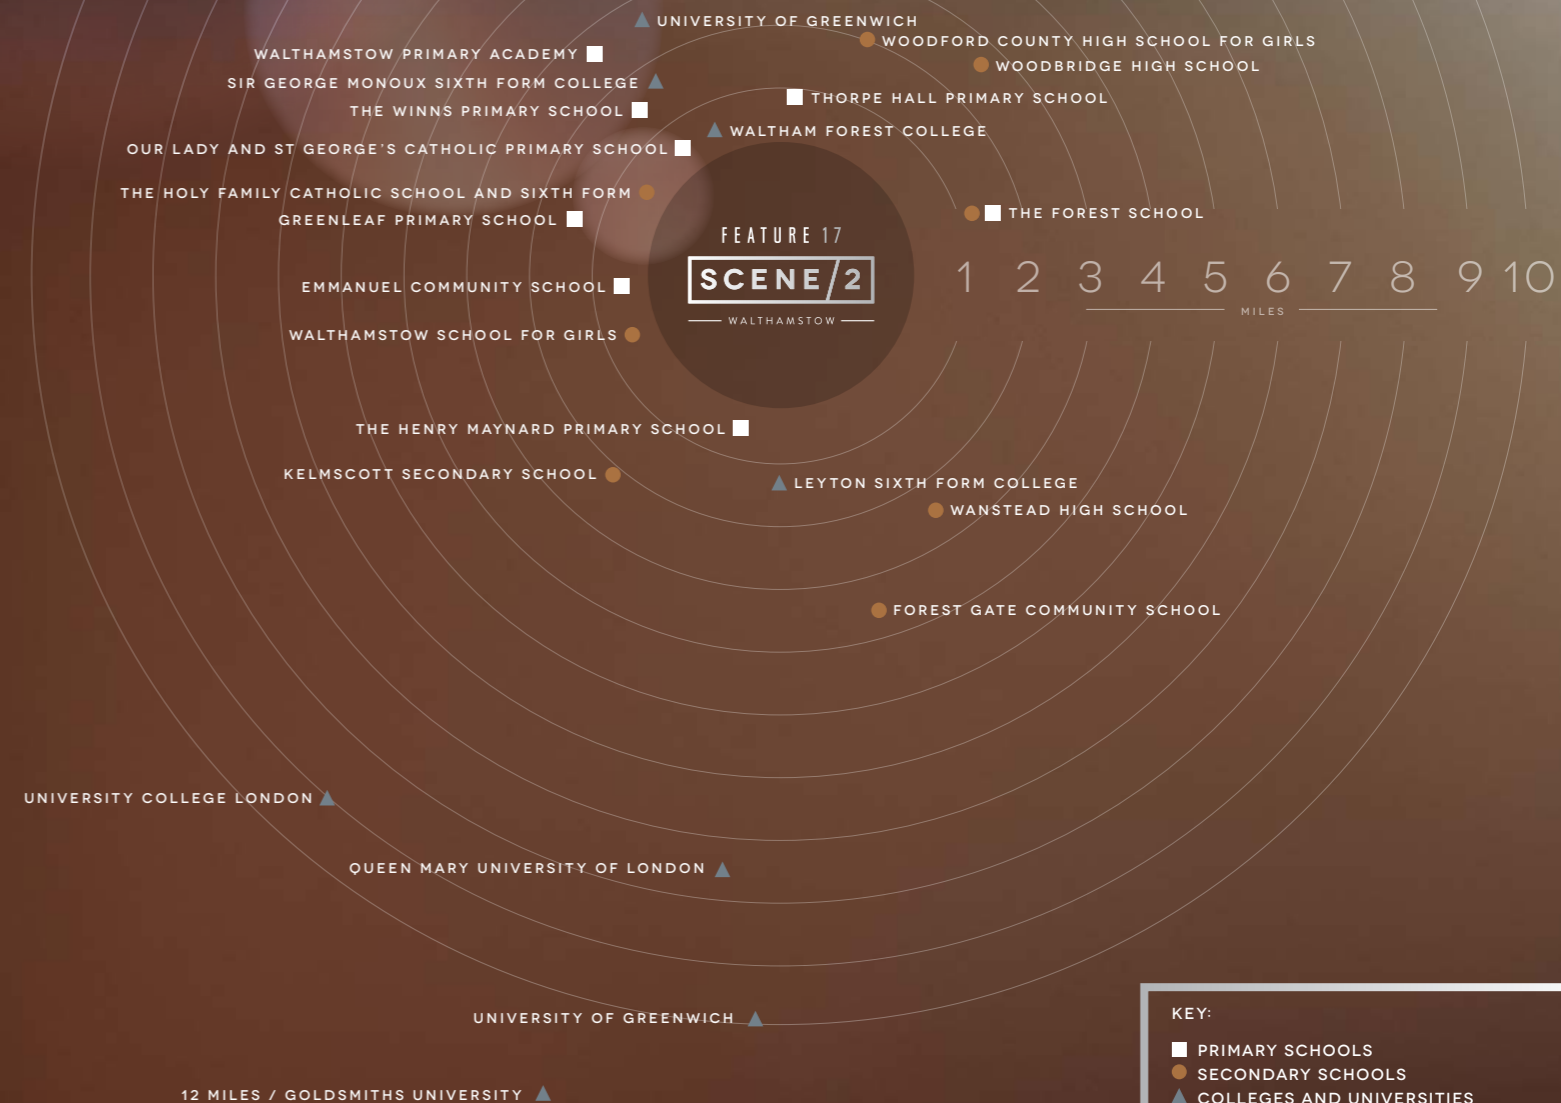 UNIVERSITY OF GREENWICH
WOODFORD COUNTY HIGH SCHOOL FOR GIRLS
WALTHAMSTOW PRIMARY ACADEMY
WOODBRIDGE HIGH SCHOOL
SIR GEORGE MONOUX SIXTH FORM COLLEGE
THORPE HALL PRIMARY SCHOOL
THE WINNS PRIMARY SCHOOL
WALTHAM FOREST COLLEGE
OUR LADY AND ST GEORGE'S CATHOLIC PRIMARY SCHOOL
THE HOLY FAMILY CATHOLIC SCHOOL AND SIXTH FORM
GREENLEAF PRIMARY SCHOOL
THE FOREST SCHOOL
FEATURE 17
SCENE/2
WALTHAMSTOW
1 2 3 4 5 6 7 8 9 10
MILES
EMMANUEL COMMUNITY SCHOOL
WALTHAMSTOW SCHOOL FOR GIRLS
THE HENRY MAYNARD PRIMARY SCHOOL
KELMSCOTT SECONDARY SCHOOL
LEYTON SIXTH FORM COLLEGE
WANSTEAD HIGH SCHOOL
FOREST GATE COMMUNITY SCHOOL
UNIVERSITY COLLEGE LONDON
QUEEN MARY UNIVERSITY OF LONDON
UNIVERSITY OF GREENWICH
12 MILES / GOLDSMITHS UNIVERSITY
KEY:
PRIMARY SCHOOLS
SECONDARY SCHOOLS
COLLEGES AND UNIVERSITIES